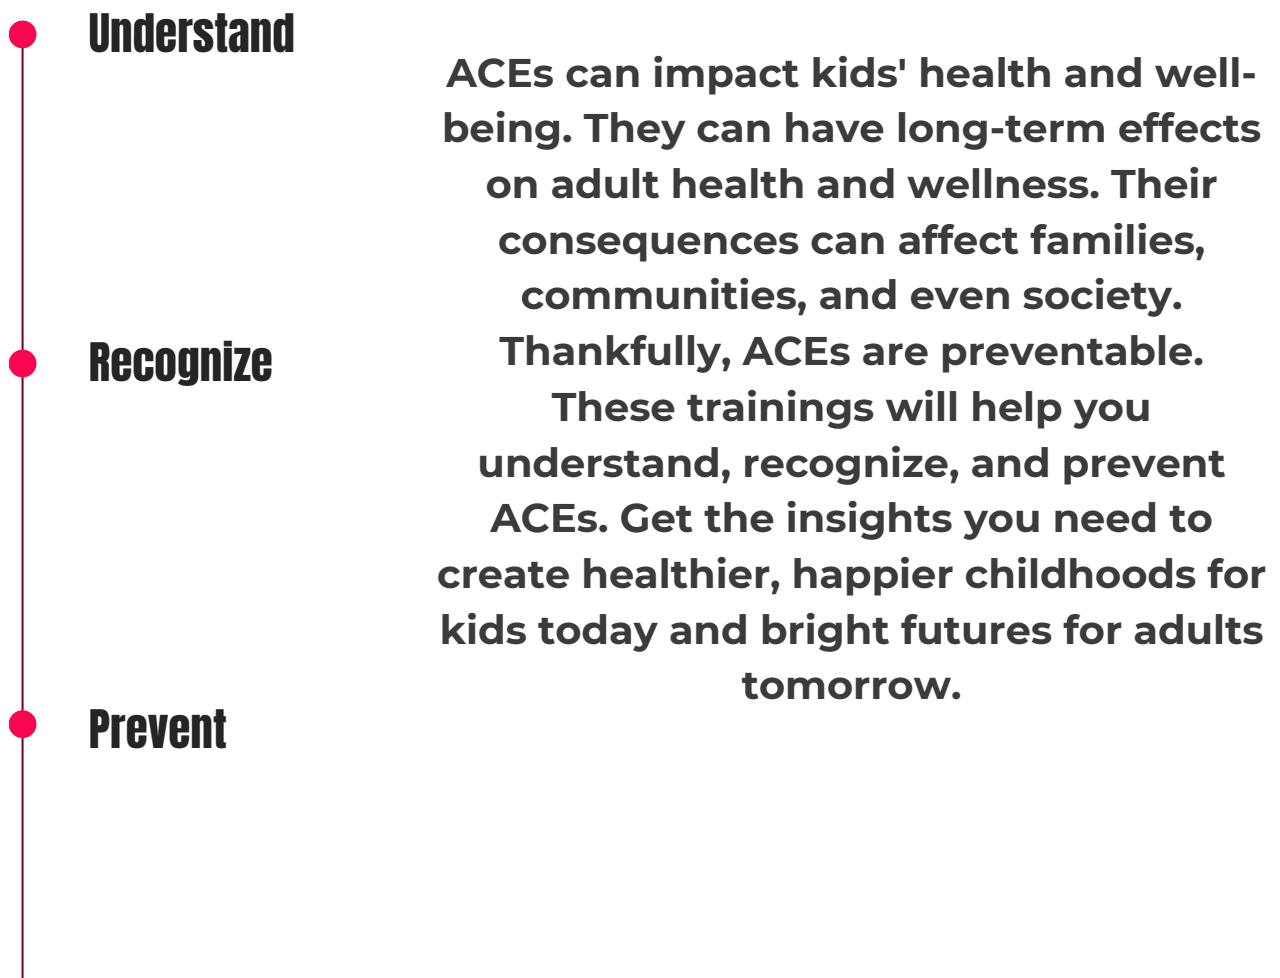 Understand
ACEs can impact kids' health and well-
being. They can have long-term effects
on adult health and wellness. Their
consequences can affect families,
communities, and even society.
Thankfully, ACEs are preventable.
These trainings will help you
understand, recognize, and prevent
ACEs. Get the insights you need to
create healthier, happier childhoods for
kids today and bright futures for adults
tomorrow.
Recognize
Prevent